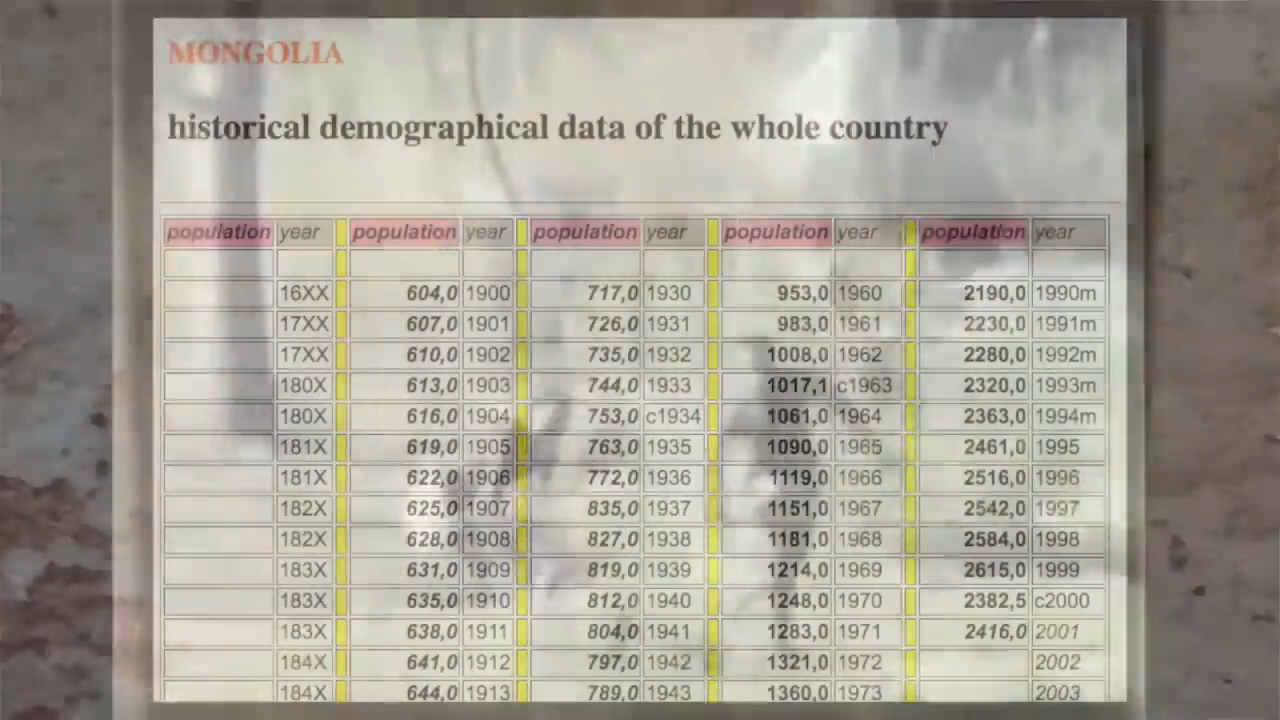 MONGOLIA
historical demographical data of the whole country
population year population year population year population year population year
16XX 604,0 1900 717,0 1930 953,0 1960 2190,0 1990m
17XX 607,0 1901 726,0 1931 983,0 1961 2230,0 1991m
17XX 610,0 1902 735,0 1932 1008,0 1962 2280,0 1992m
180X 613,0 1903 744,0 1933 1017,1 c1963 2320,0 1993m
180X 616,0 1904 753,0 c1934 1061,0 1964 2363,0 1994m
181X 619,0 1905 763,0 1935 1090,0 1965 2461,0 1995
181X 622,0 1906 772,0 1936 1119,0 1966 2516,0 1996
182X 625,0 1907 835,0 1937 1151,0 1967 2542,0 1997
182X 628,0 1908 827,0 1938 1181,0 1968 2584,0 1998
183X 631,0 1909 819,0 1939 1214,0 1969 2615,0 1999
183X 635,0 1910 812,0 1940 1248,0 1970 2382,5 c2000
183X 638,0 1911 804,0 1941 1283,0 1971 2416,0 2001
184X 641,0 1912 797,0 1942 1321,0 1972 2002
184X 644,0 1913 789,0 1943 1360,0 1973 2003